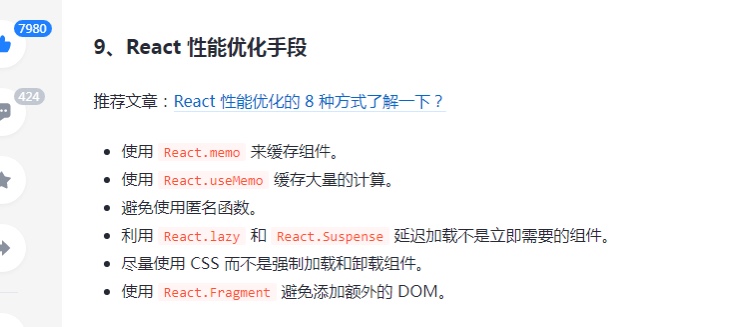 7980
9、React 性能优化手段
424
推荐文章：React 性能优化的 8 种方式了解一下？
使用 React.memo 来缓存组件。
使用 React.useMemo 缓存大量的计算。
避免使用匿名函数。
利用 React.lazy 和 React.Suspense 延迟加载不是立即需要的组件。
尽量使用 CSS 而不是强制加载和卸载组件。
使用 React.Fragment 避免添加额外的 DOM。